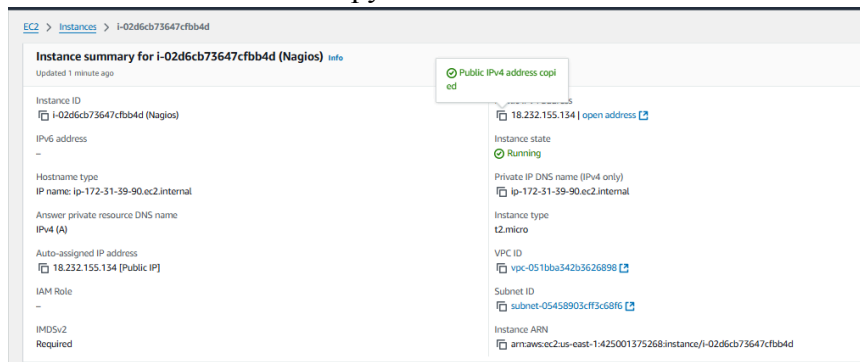 EC2 > Instances > i-02d6cb73647cfbb4d
Instance summary for i-02d6cb73647cfbb4d (Nagios) Info
Updated 1 minute ago
Public IPv4 address copi
ed
Instance ID
i-02d6cb73647cfbb4d (Nagios)
18.232.155.134 | open address
IPv6 address
–
Instance state
Running
Hostname type
IP name: ip-172-31-39-90.ec2.internal
Private IP DNS name (IPv4 only)
ip-172-31-39-90.ec2.internal
Answer private resource DNS name
IPv4 (A)
Instance type
t2.micro
Auto-assigned IP address
18.232.155.134 [Public IP]
VPC ID
vpc-051bba342b3626898
IAM Role
–
Subnet ID
subnet-05458903cff3c68f6
IMDSv2
Required
Instance ARN
arn:aws:ec2:us-east-1:425001375268:instance/i-02d6cb73647cfbb4d